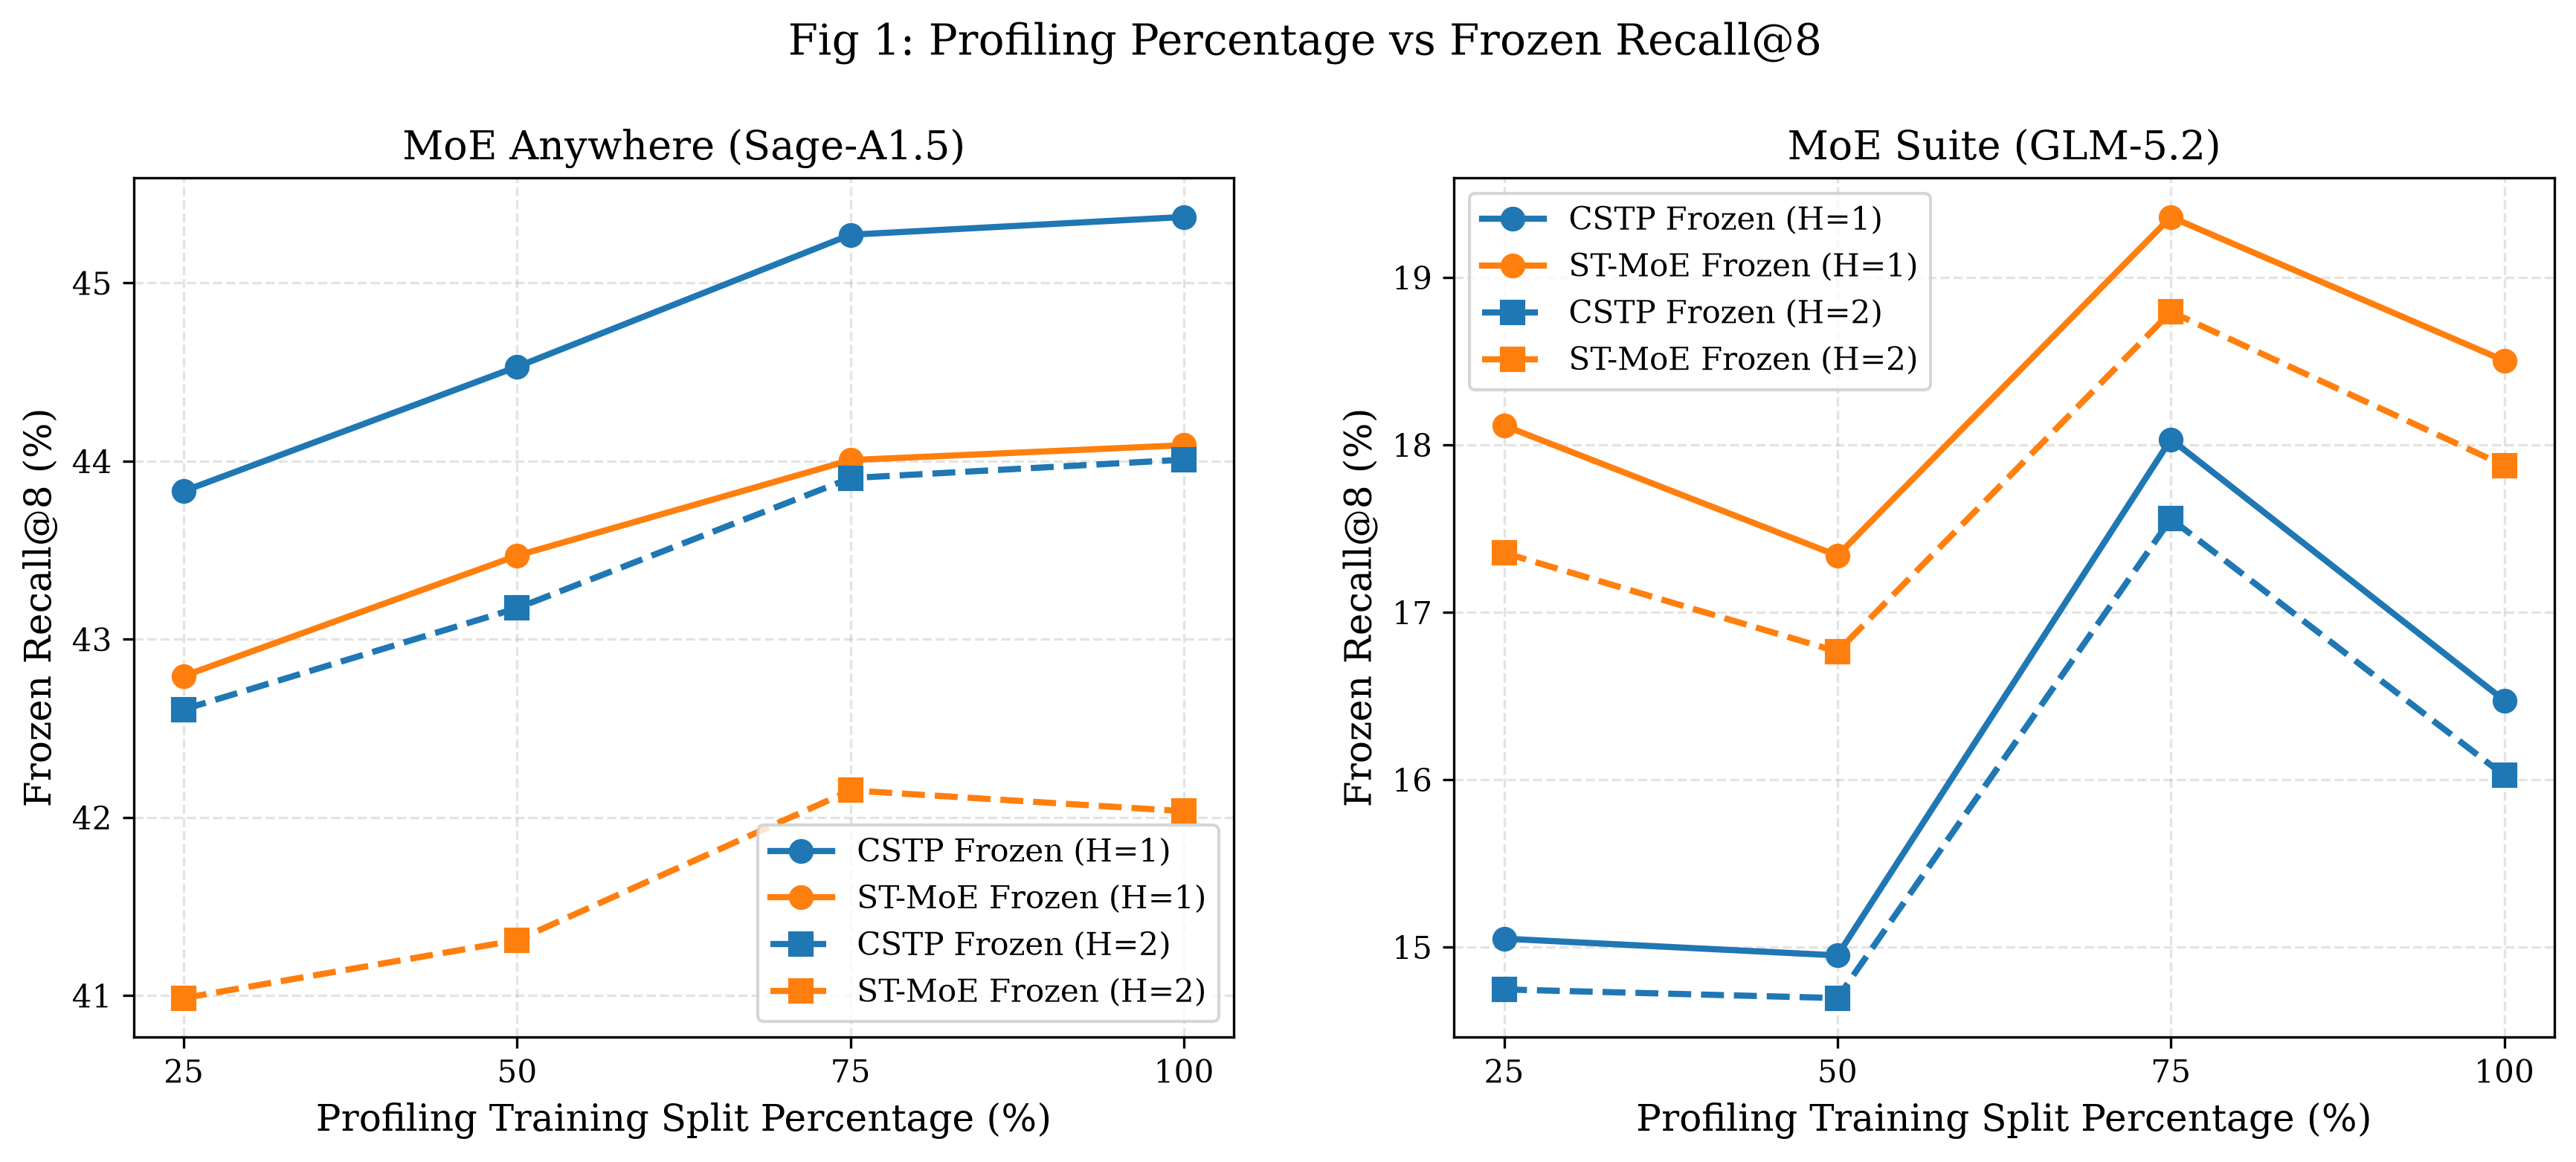 Fig 1: Profiling Percentage vs Frozen Recall@8
MoE Anywhere (Sage-A1.5)
Frozen Recall@8 (%)
45
44
43
42
41
CSTP Frozen (H=1)
ST-MoE Frozen (H=1)
CSTP Frozen (H=2)
ST-MoE Frozen (H=2)
25 50 75 100
Profiling Training Split Percentage (%)
MoE Suite (GLM-5.2)
Frozen Recall@8 (%)
CSTP Frozen (H=1)
ST-MoE Frozen (H=1)
CSTP Frozen (H=2)
ST-MoE Frozen (H=2)
19
18
17
16
15
25 50 75 100
Profiling Training Split Percentage (%)